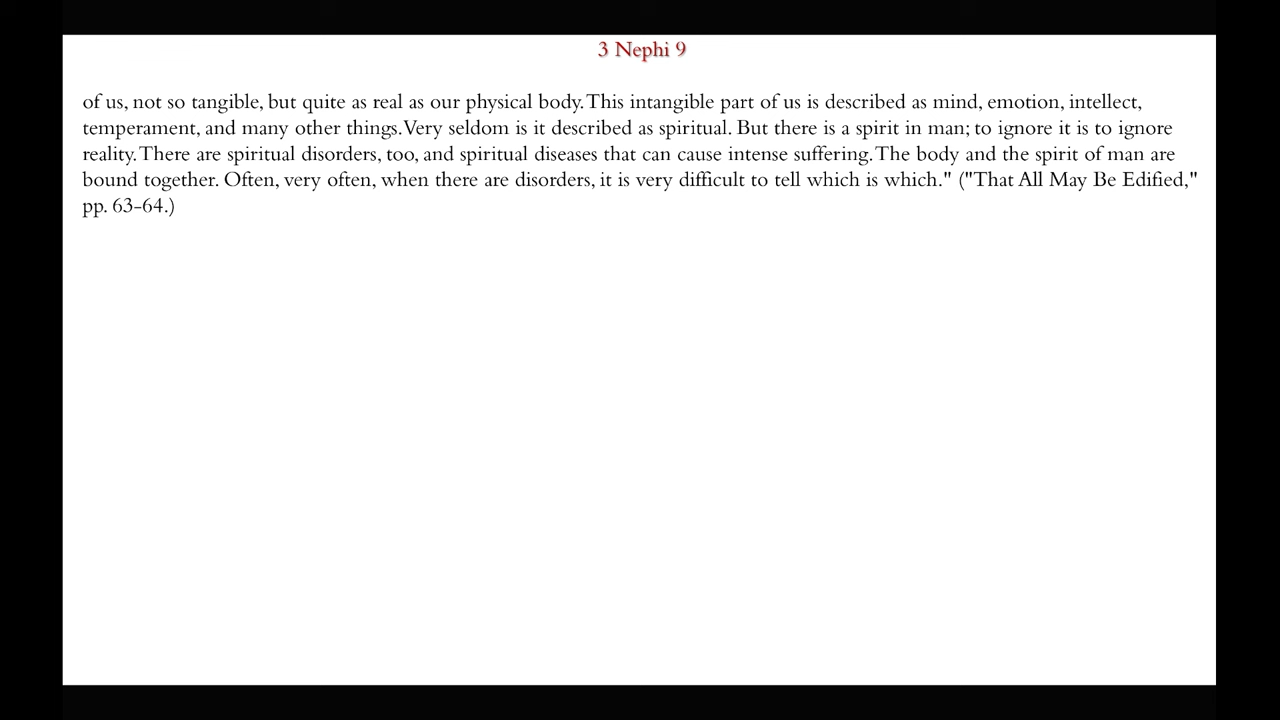 3 Nephi 9
of us, not so tangible, but quite as real as our physical body. This intangible part of us is described as mind, emotion, intellect,
temperament, and many other things. Very seldom is it described as spiritual. But there is a spirit in man; to ignore it is to ignore
reality. There are spiritual disorders, too, and spiritual diseases that can cause intense suffering. The body and the spirit of man are
bound together. Often, very often, when there are disorders, it is very difficult to tell which is which." ("That All May Be Edified,"
pp. 63-64.)